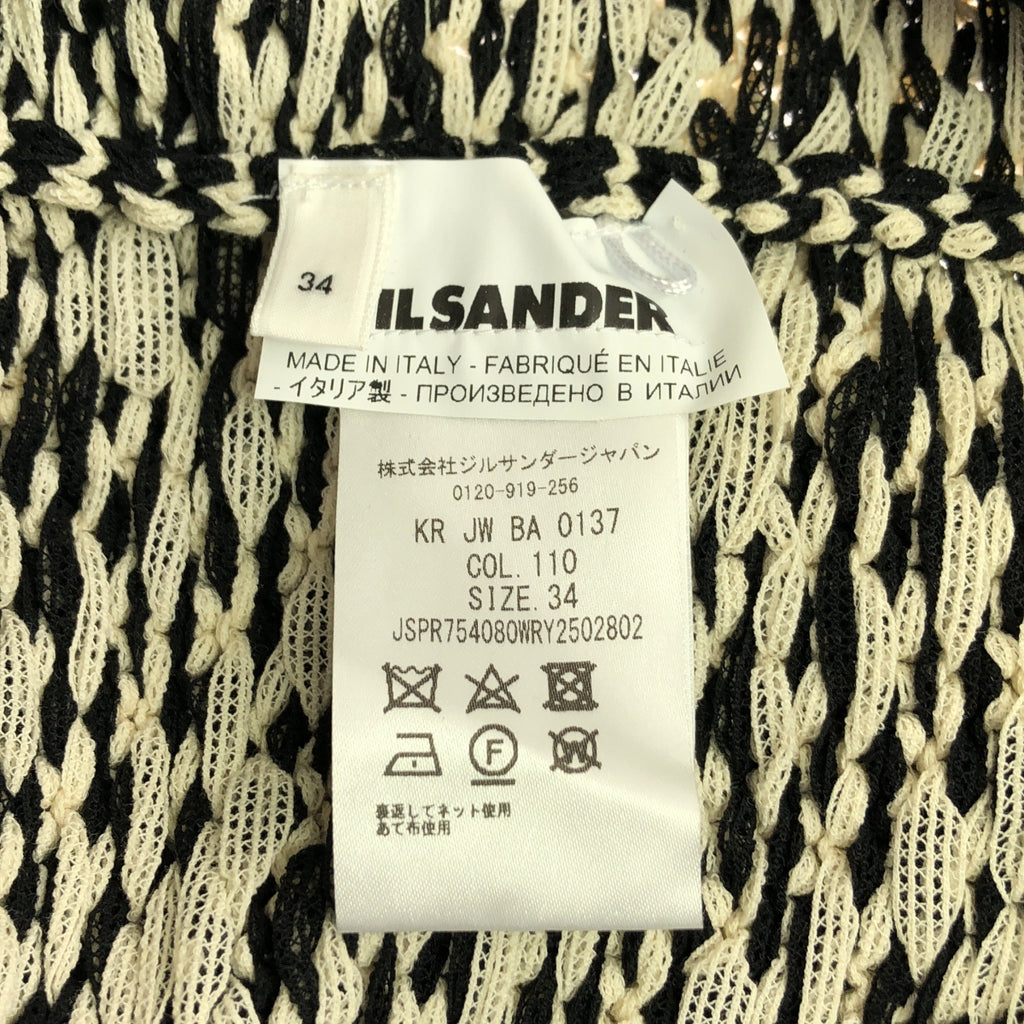 34
ILSANDER
MADE IN ITALY - FABRIQUÉ EN ITALIE
- イタリア製 - ПРОИЗВЕДЕНО В ИТАЛИИ
株式会社ジルサンダージャパン
0120-919-256
KR JW BA 0137
COL. 110
SIZE. 34
JSPR754080WRY2502802
F
W
裏返してネット使用
あて布使用